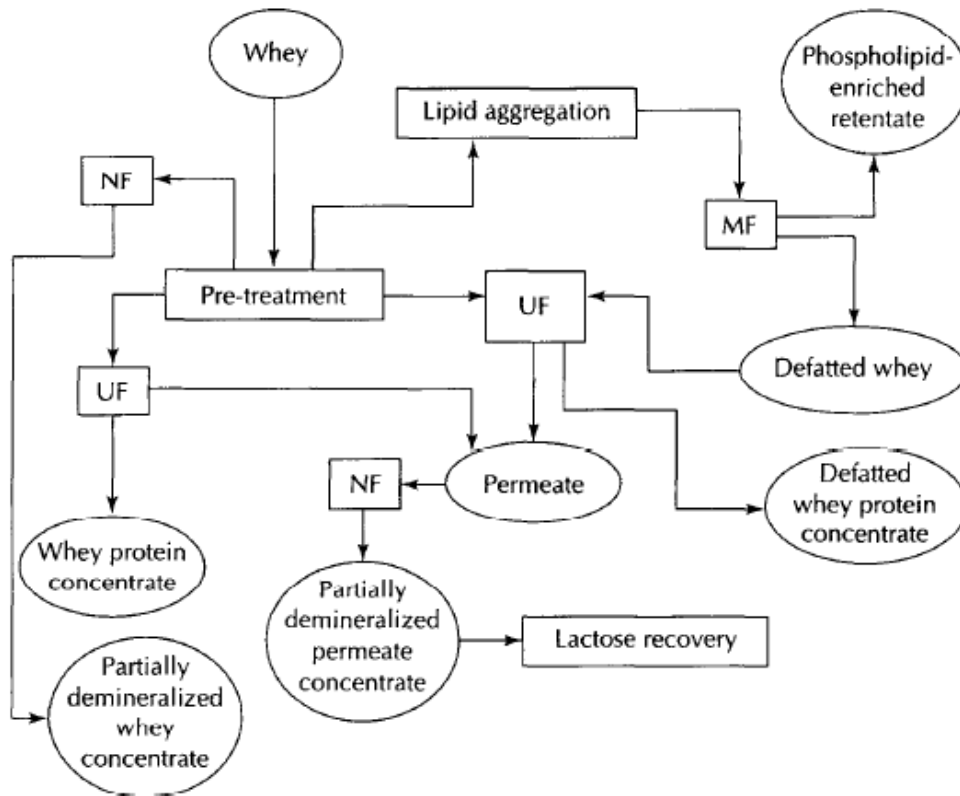 Whey
Phospholipid-
enriched
retentate
Lipid aggregation
NF
MF
Pre-treatment
UF
Defatted whey
UF
NF
Permeate
Defatted
whey protein
concentrate
Whey protein
concentrate
Partially
demineralized
permeate
concentrate
Lactose recovery
Partially
demineralized
whey
concentrate